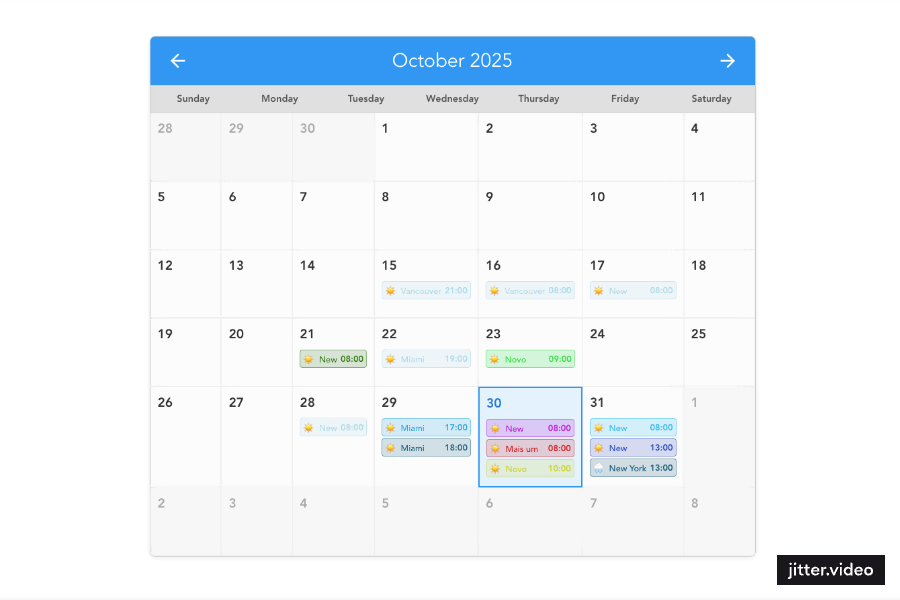 October 2025
Sunday Monday Tuesday Wednesday Thursday Friday Saturday
28 29 30 1 2 3 4
5 6 7 8 9 10 11
12 13 14 15 16 17 18
Vancouver 21:00 Vancouver 08:00 New 08:00
19 20 21 22 23 24 25
New 08:00 Miami 19:00 Novo 09:00
26 27 28 29 30 31 1
New 08:00 Miami 17:00 New 08:00 New 08:00
Miami 18:00 Mais um 08:00 New 13:00
Novo 10:00 New York 13:00
2 3 4 5 6 7 8
jitter.video